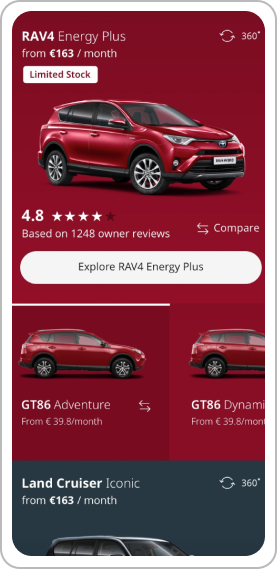 RAV4 Energy Plus
360°
from €163 / month
Limited Stock
4.8
Based on 1248 owner reviews
Compare
Explore RAV4 Energy Plus
GT86 Adventure
From € 39.8/month
GT86 Dynami
From € 39.8/mont
Land Cruiser Iconic
360°
from €163 / month